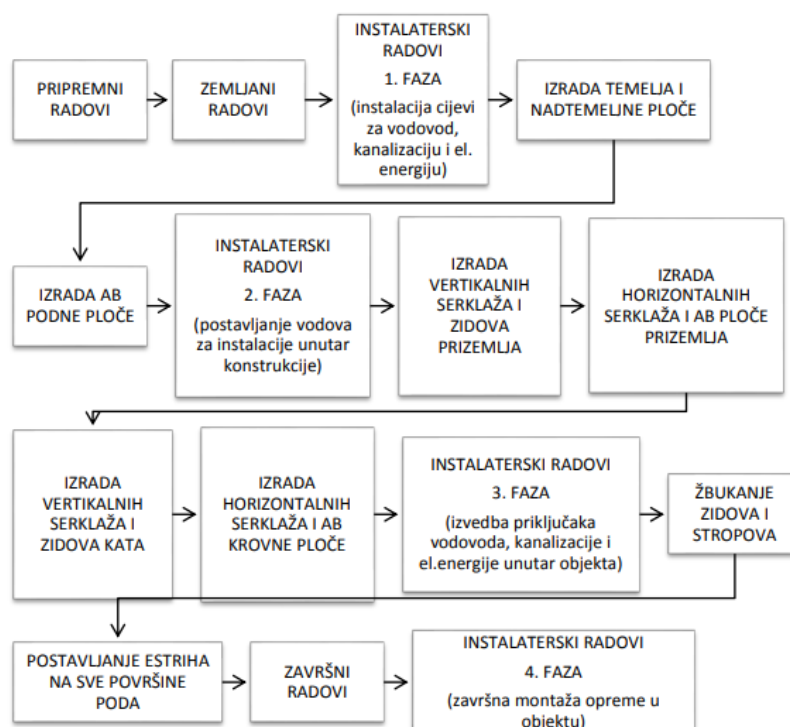 PRIPREMNI
RADOVI
ZEMLJANI
RADOVI
INSTALATERSKI
RADOVI
1. FAZA
(instalacija cijevi
za vodovod,
kanalizaciju i el.
energiju)
IZRADA TEMELJA I
NADTEMELJNE PLOČE
IZRADA AB
PODNE PLOČE
INSTALATERSKI
RADOVI
2. FAZA
(postavljanje vodova
za instalacije unutar
konstrukcije)
IZRADA
VERTIKALNIH
SERKLAŽA I
ZIDOVA
PRIZEMLJA
IZRADA
HORIZONTALNIH
SERKLAŽA I AB PLOČE
PRIZEMLJA
IZRADA
VERTIKALNIH
SERKLAŽA I
ZIDOVA KATA
IZRADA
HORIZONTALNIH
SERKLAŽA I AB
KROVNE PLOČE
INSTALATERSKI RADOVI
3. FAZA
(izvedba priključaka
vodovoda, kanalizacije i
el.energije unutar objekta)
ŽBUKANJE
ZIDOVA I
STROPOVA
POSTAVLJANJE ESTRIHA
NA SVE POVRŠINE
PODA
ZAVRŠNI
RADOVI
INSTALATERSKI RADOVI
4. FAZA
(završna montaža opreme u
objektu)